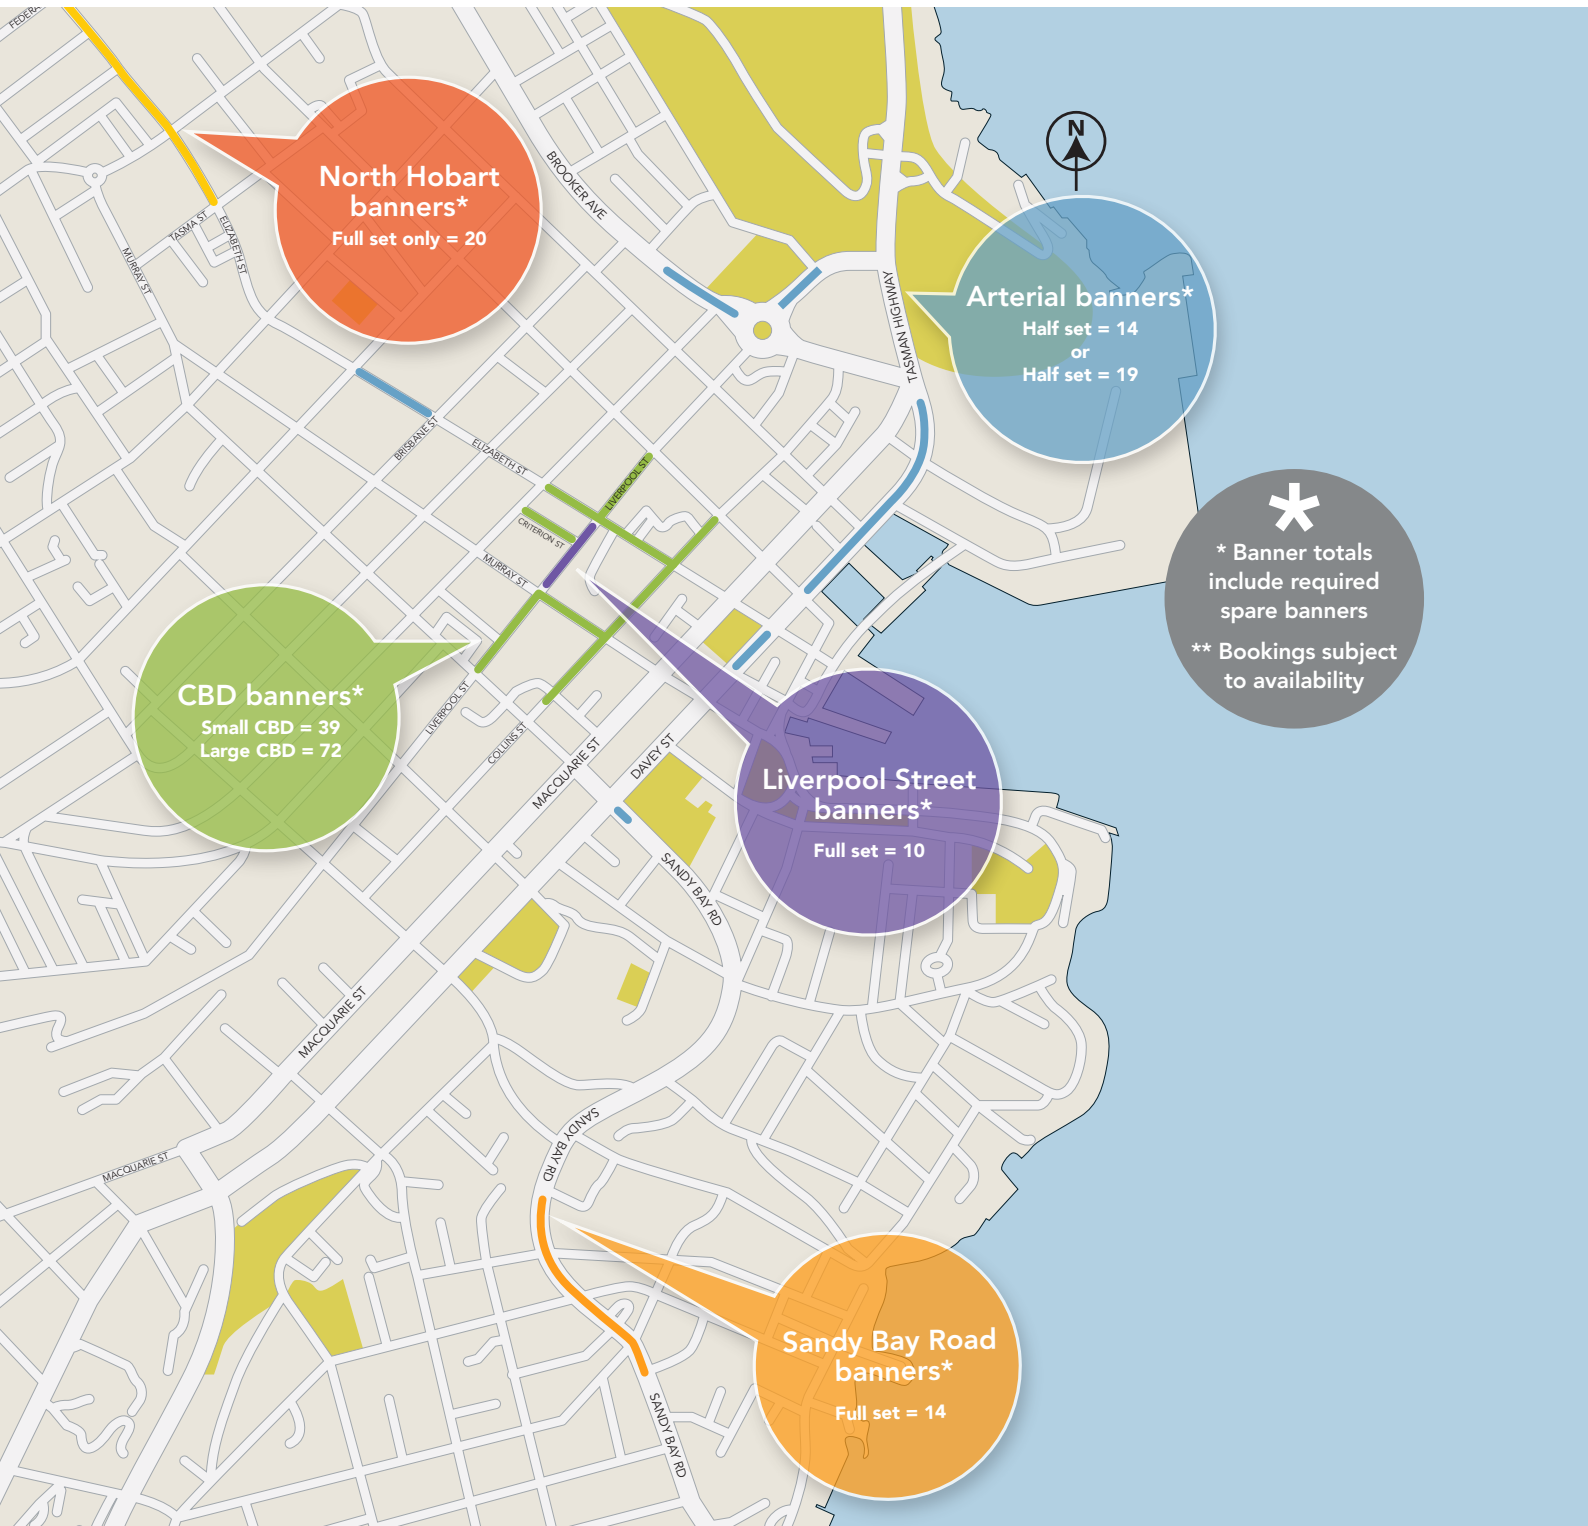 FEDERA
North Hobart
banners*
Full set only = 20
BROOKER AVE
N
TASMA ST
ELIZABETH ST
MURRAY ST
TASMAN HIGHWAY
Arterial banners*
Half set = 14
or
Half set = 19
BRISBANE ST
ELIZABETH ST
LIVERPOOL ST
CRITERION ST
MURRAY ST
*
* Banner totals
include required
spare banners
** Bookings subject
to availability
CBD banners*
Small CBD = 39
Large CBD = 72
LIVERPOOL ST
COLLINS ST
MACQUARIE ST
DAVEY ST
Liverpool Street
banners*
Full set = 10
SANDY BAY RD
MACQUARIE ST
SANDY BAY RD
MACQUARIE ST
Sandy Bay Road
banners*
Full set = 14
SANDY BAY RD